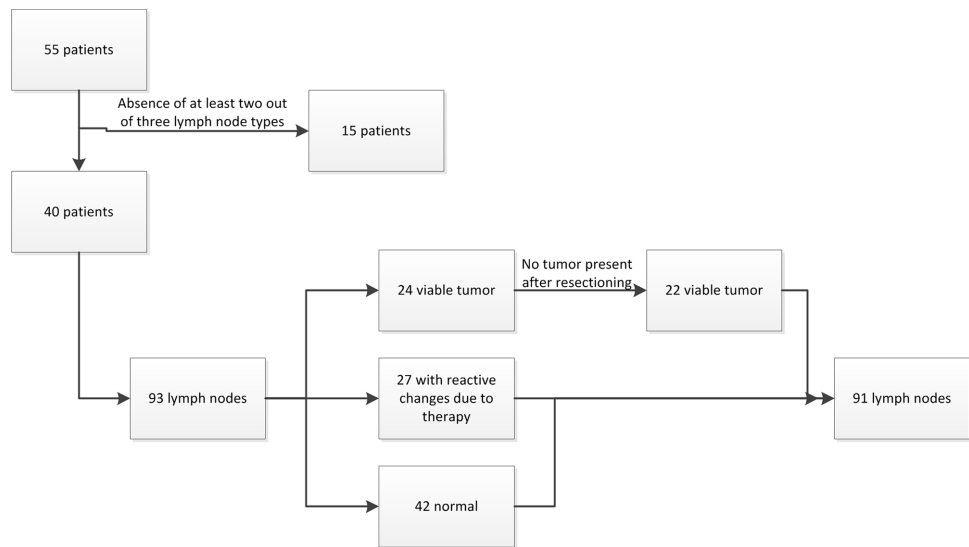 55 patients
Absence of at least two out
of three lymph node types
15 patients
40 patients
24 viable tumor
No tumor present
after resectioning
22 viable tumor
93 lymph nodes
27 with reactive
changes due to
therapy
91 lymph nodes
42 normal